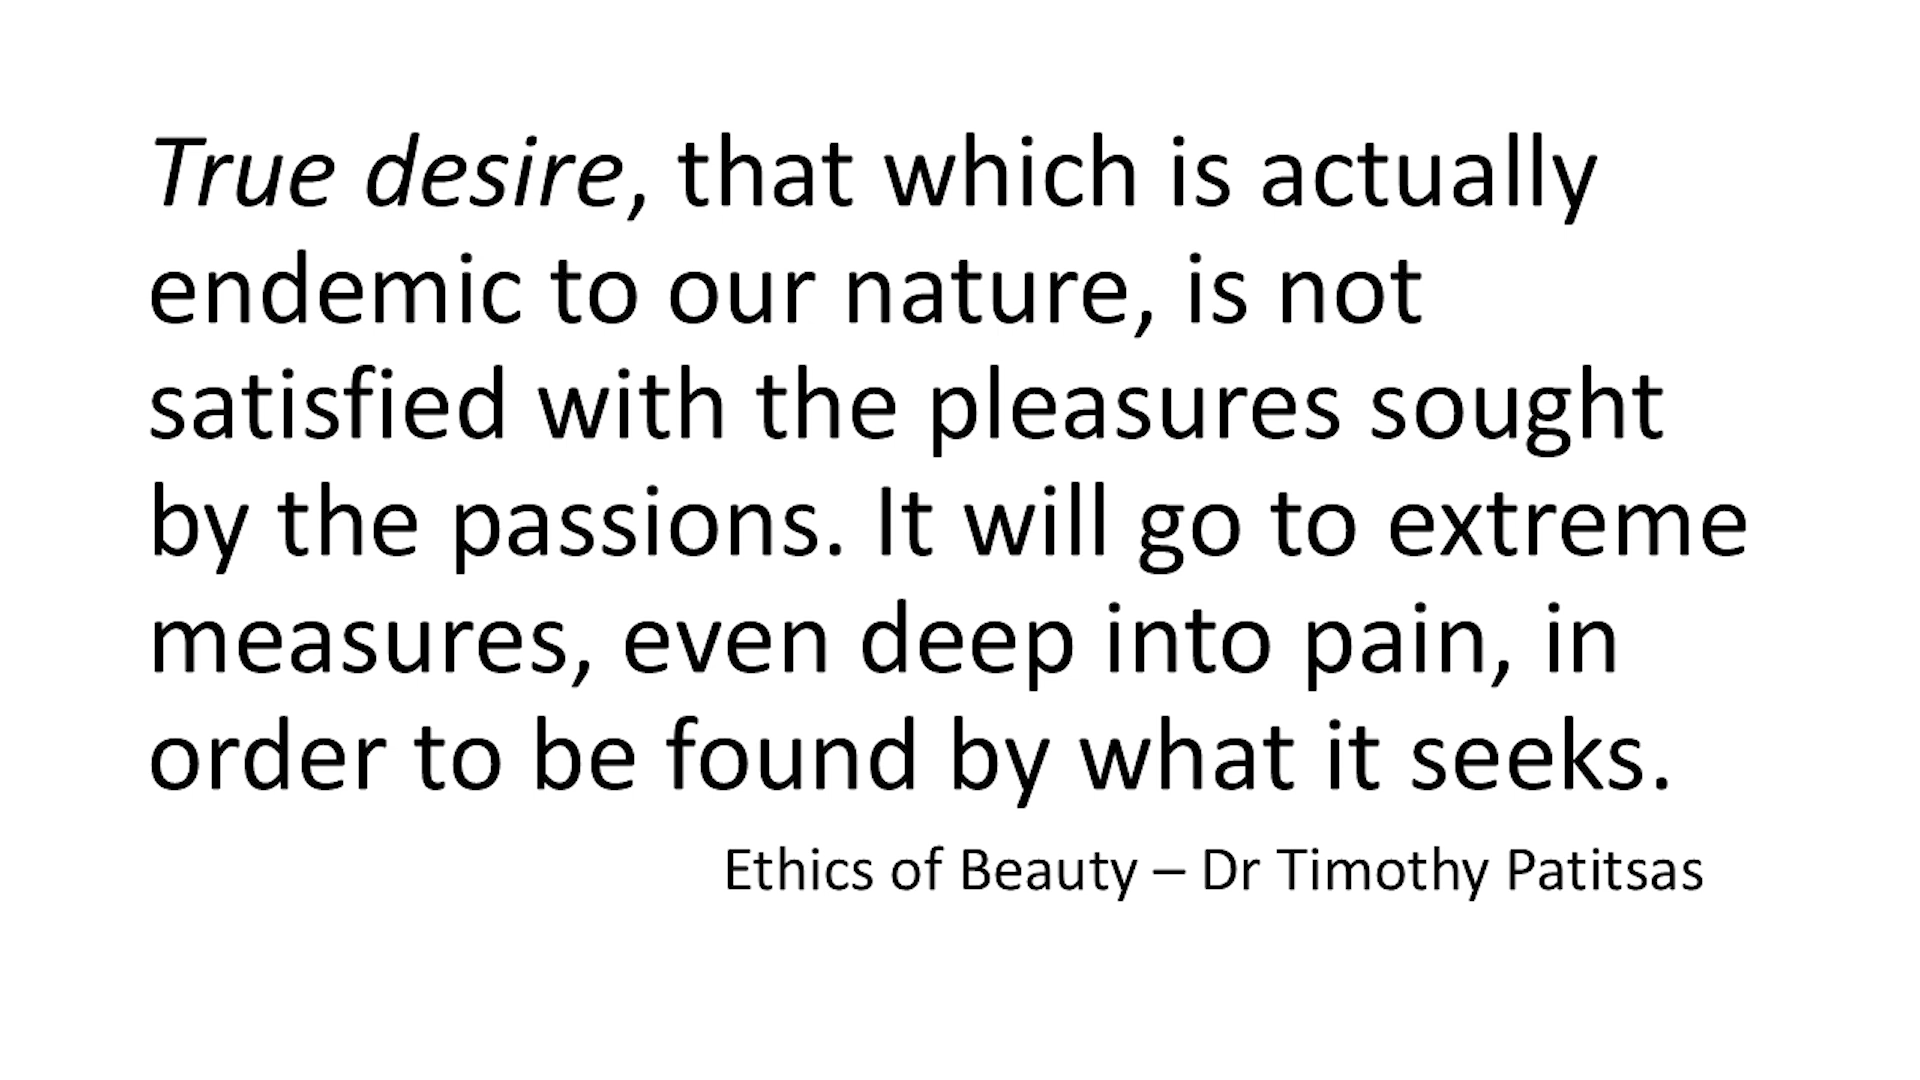 True desire, that which is actually
endemic to our nature, is not
satisfied with the pleasures sought
by the passions. It will go to extreme
measures, even deep into pain, in
order to be found by what it seeks.
Ethics of Beauty – Dr Timothy Patitsas